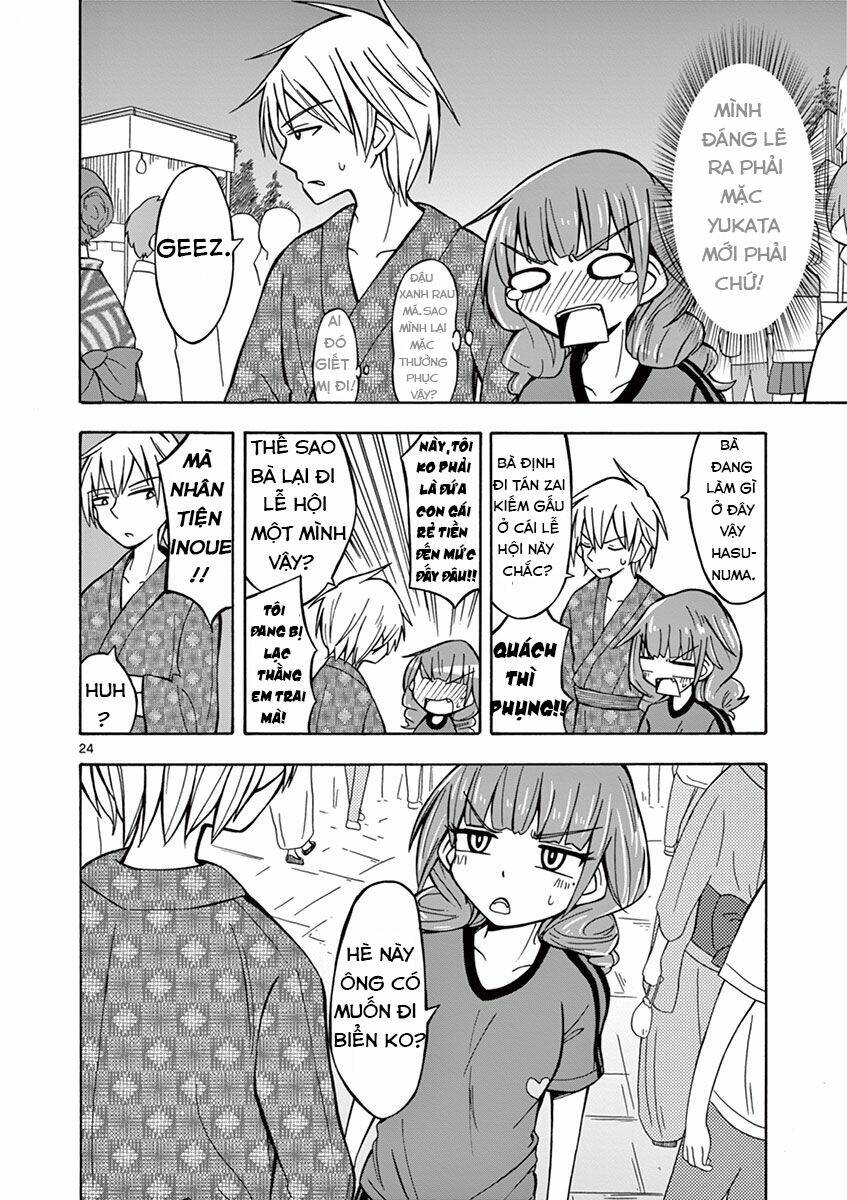 MÌNH
ĐÁNG LẼ
RA PHẢI
MẶC
YUKATA
MỚI PHẢI
CHỨ!
ĐẬU
XANH RAU
MÁ.SAO
MÌNH LẠI
MẶC
THƯỜNG
PHỤC
VẬY?
AI
ĐÓ
GIẾT
MỊ ĐI!
GEEZ.
BÀ
ĐANG
LÀM GÌ
Ở ĐÂY
VẬY
HASU-
NUMA.
BÀ ĐỊNH
ĐI TÁN ZAI
KIẾM GẤU
Ở CÁI LỄ
HỘI NÀY
CHẮC?
QUÁCH
THÌ
PHỤNG!!
NÀY,TÔI
KO PHẢI
LÀ ĐỨA
CON GÁI
RẺ TIỀN
ĐẾN MỨC
ĐẤY ĐÂU!!
THẾ SAO
BÀ LẠI ĐI
LỄ HỘI
MỘT MÌNH
VẬY?
TÔI
ĐANG BỊ
LẠC
THẰNG
EM TRAI
MÀ!
MÀ
NHÂN
TIỆN
INOUE
!!
HUH
?
24
HÈ NÀY
ÔNG CÓ
MUỐN ĐI
BIỂN KO?